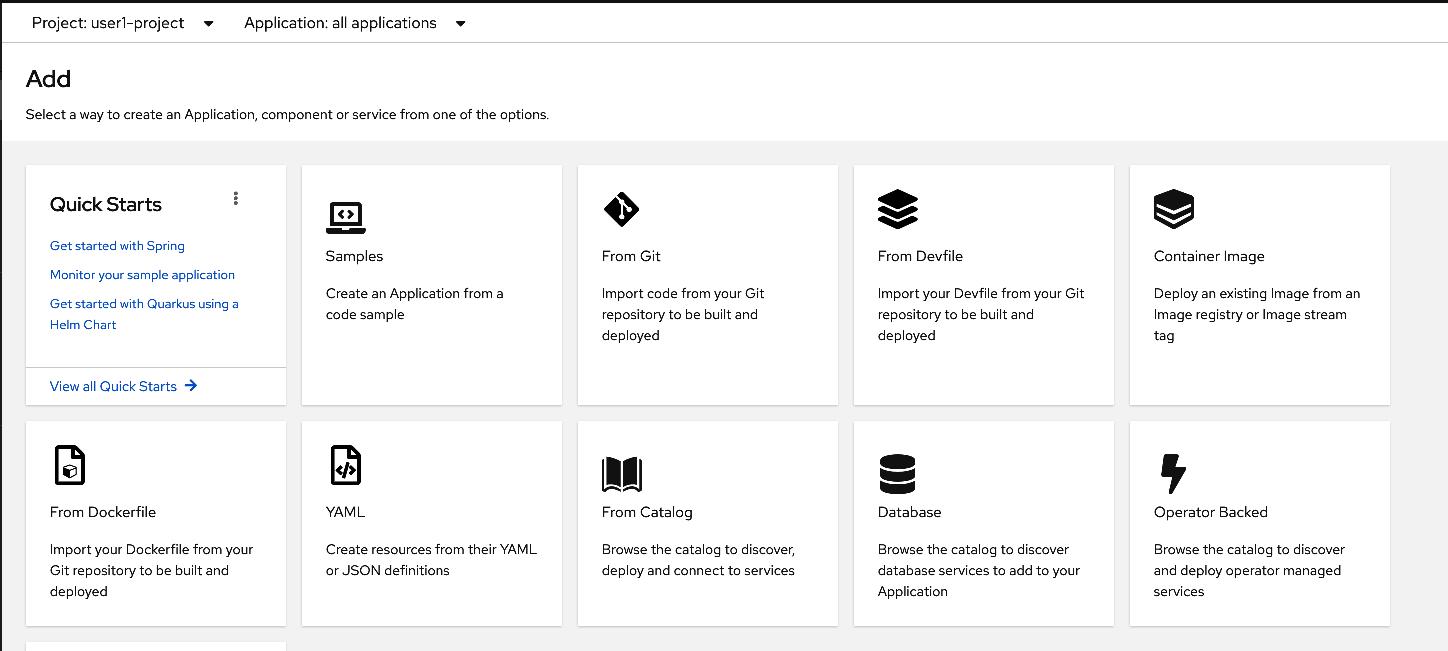 Project: user1-project
Application: all applications
Add
Select a way to create an Application, component or service from one of the options.
Quick Starts
Get started with Spring
Monitor your sample application
Get started with Quarkus using a
Helm Chart
View all Quick Starts
Samples
Create an Application from a
code sample
From Git
Import code from your Git
repository to be built and
deployed
From Devfile
Import your Devfile from your Git
repository to be built and
deployed
Container Image
Deploy an existing Image from an
Image registry or Image stream
tag
From Dockerfile
Import your Dockerfile from your
Git repository to be built and
deployed
YAML
Create resources from their YAML
or JSON definitions
From Catalog
Browse the catalog to discover,
deploy and connect to services
Database
Browse the catalog to discover
database services to add to your
Application
Operator Backed
Browse the catalog to discover
and deploy operator managed
services